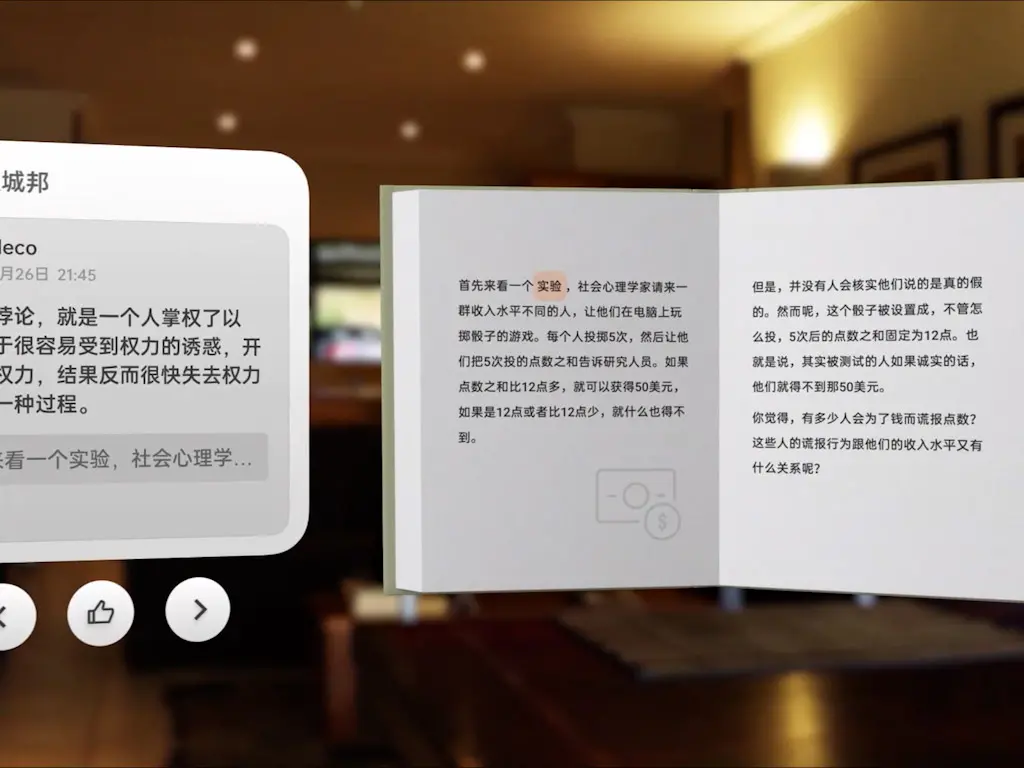 城邦
deco
月26日 21:45
悖论，就是一个人掌权了以
于很容易受到权力的诱惑，开
权力，结果反而很快失去权力
一种过程。
来看一个实验，社会心理学...
首先来看一个 实验 ，社会心理学家请来一
群收入水平不同的人，让他们在电脑上玩
掷骰子的游戏。每个人投掷5次，然后让他
们把5次投的点数之和告诉研究人员。如果
点数之和比12点多，就可以获得50美元，
如果是12点或者比12点少，就什么也得不
到。
$
但是，并没有人会核实他们说的是真的假
的。然而呢，这个骰子被设置成，不管怎
么投，5次后的点数之和固定为12点。也
就是说，其实被测试的人如果诚实的话，
他们就得不到那50美元。
你觉得，有多少人会为了钱而谎报点数？
这些人的谎报行为跟他们的收入水平又有
什么关系呢？